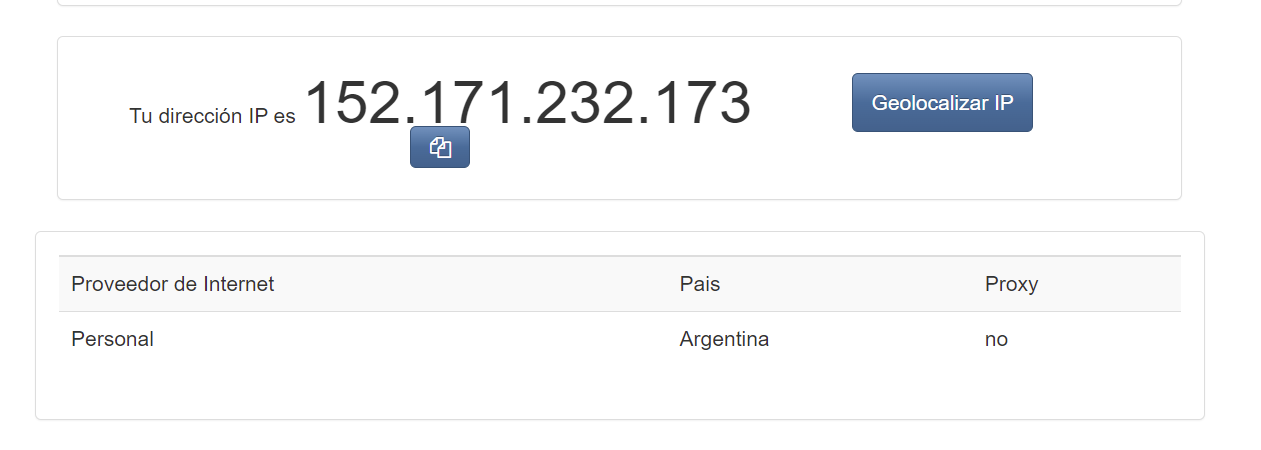 Tu dirección IP es 152.171.232.173
Geolocalizar IP
Proveedor de Internet Pais Proxy
Personal Argentina no